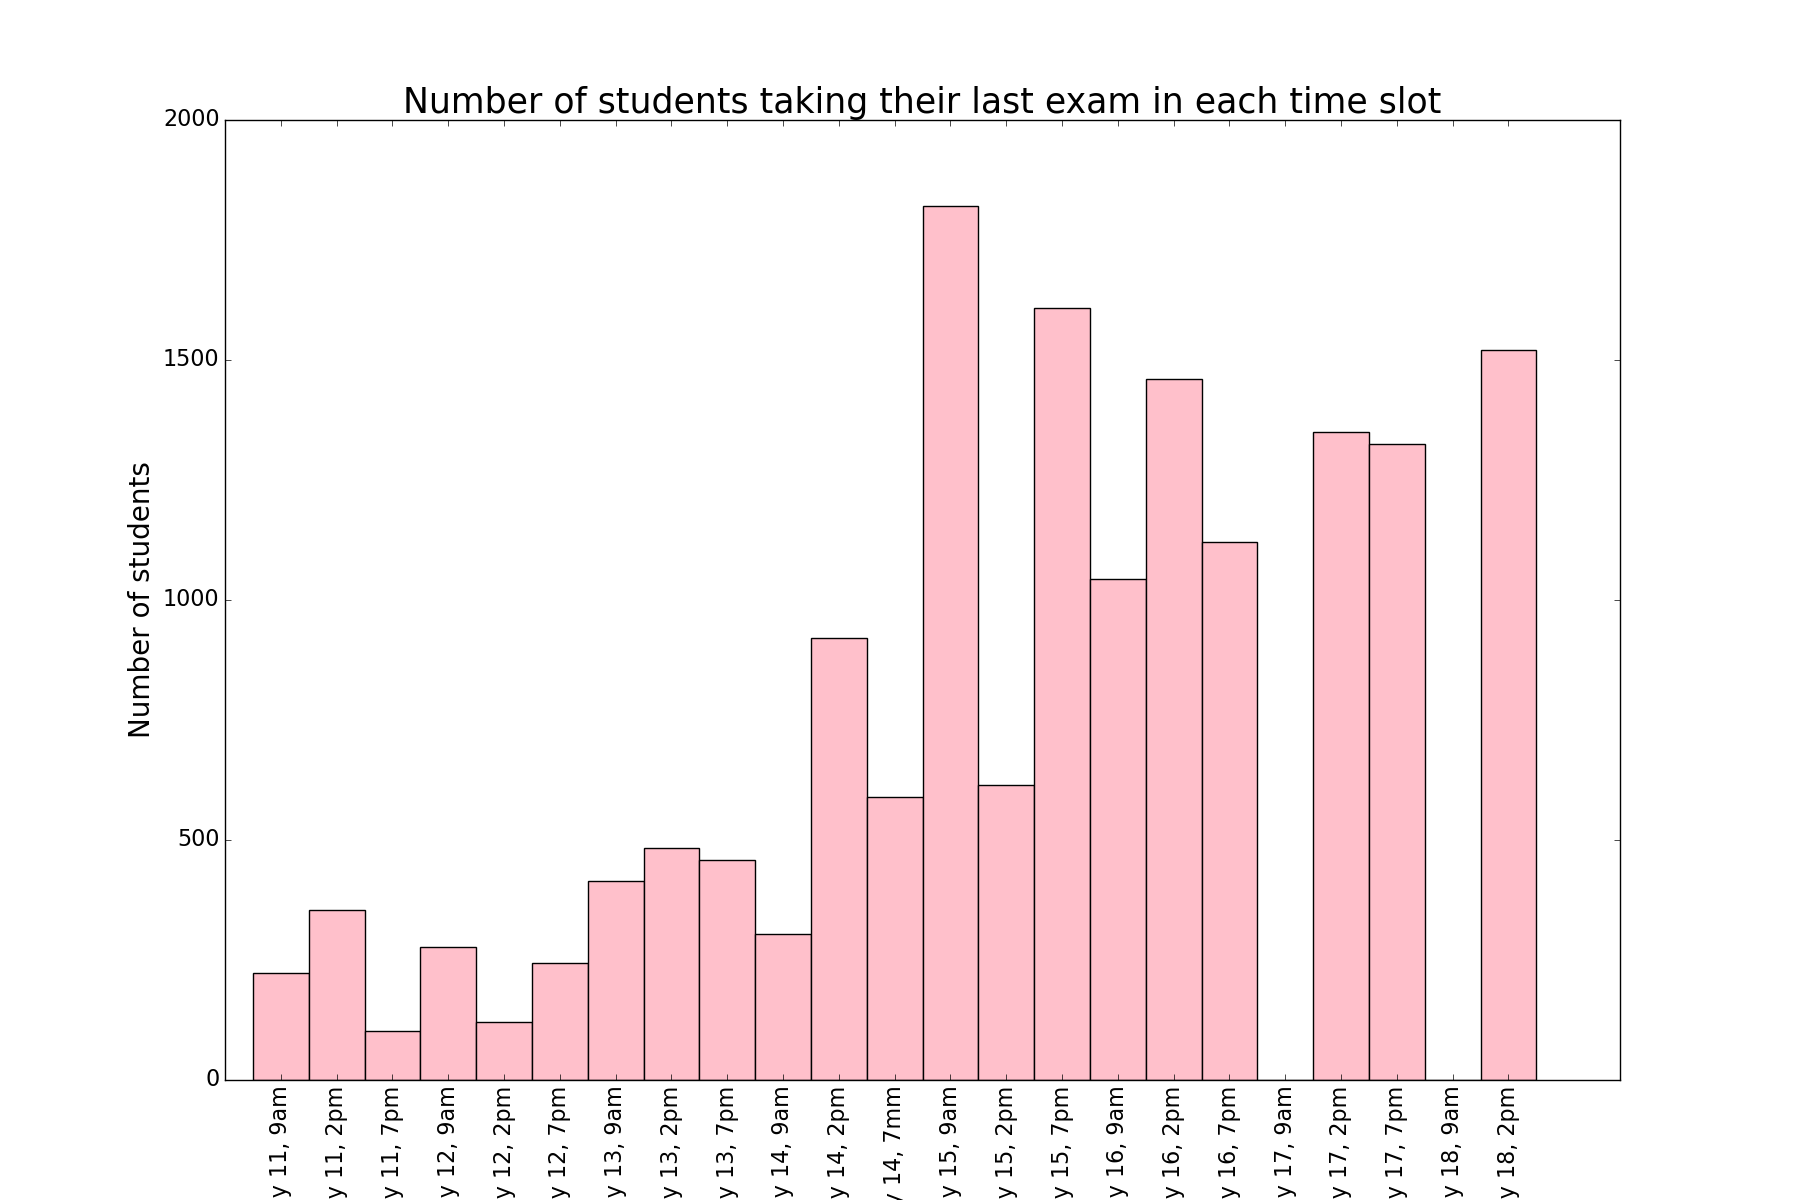 Number of students taking their last exam in each time slot
Number of students
2000
1500
1000
500
0
y 11, 9am
y 11, 2pm
y 11, 7pm
y 12, 9am
y 12, 2pm
y 12, 7pm
y 13, 9am
y 13, 2pm
y 13, 7pm
y 14, 9am
y 14, 2pm
y 14, 7mm
y 15, 9am
y 15, 2pm
y 15, 7pm
y 16, 9am
y 16, 2pm
y 16, 7pm
y 17, 9am
y 17, 2pm
y 17, 7pm
y 18, 9am
y 18, 2pm